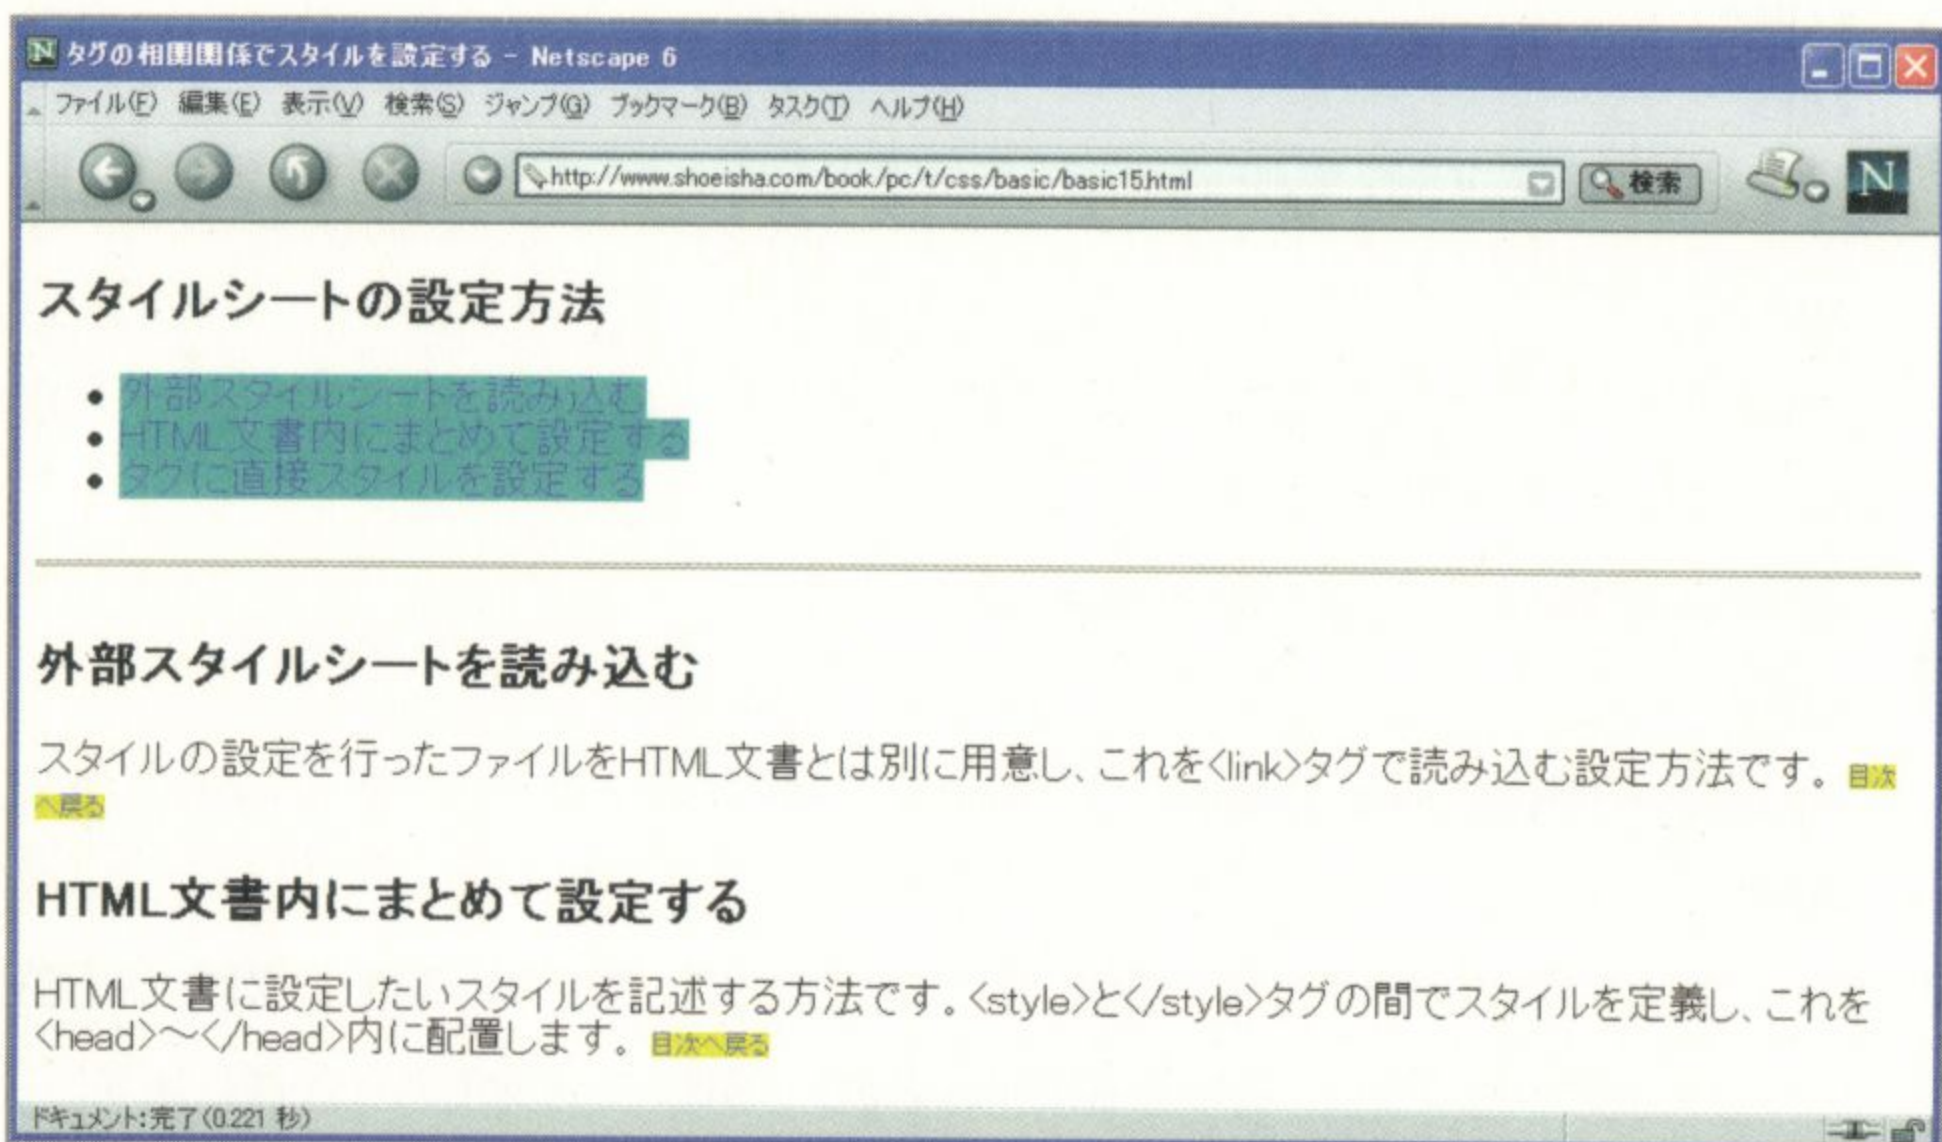 N タグの相関関係でスタイルを設定する - Netscape 6
ファイル(F) 編集(E) 表示(V) 検索(S) ジャンプ(G) ブックマーク(B) タスク(T) ヘルプ(H)
http://www.shoeisha.com/book/pc/t/css/basic/basic15.html 検索 N
スタイルシートの設定方法
• 外部スタイルシートを読み込む
• HTML文書内にまとめて設定する
• タグに直接スタイルを設定する
外部スタイルシートを読み込む
スタイルの設定を行ったファイルをHTML文書とは別に用意し、これを<link>タグで読み込む設定方法です。 目次
へ戻る
HTML文書内にまとめて設定する
HTML文書に設定したいスタイルを記述する方法です。<style>と</style>タグの間でスタイルを定義し、これを
<head>～</head>内に配置します。 目次へ戻る
ドキュメント:完了(0.221 秒)